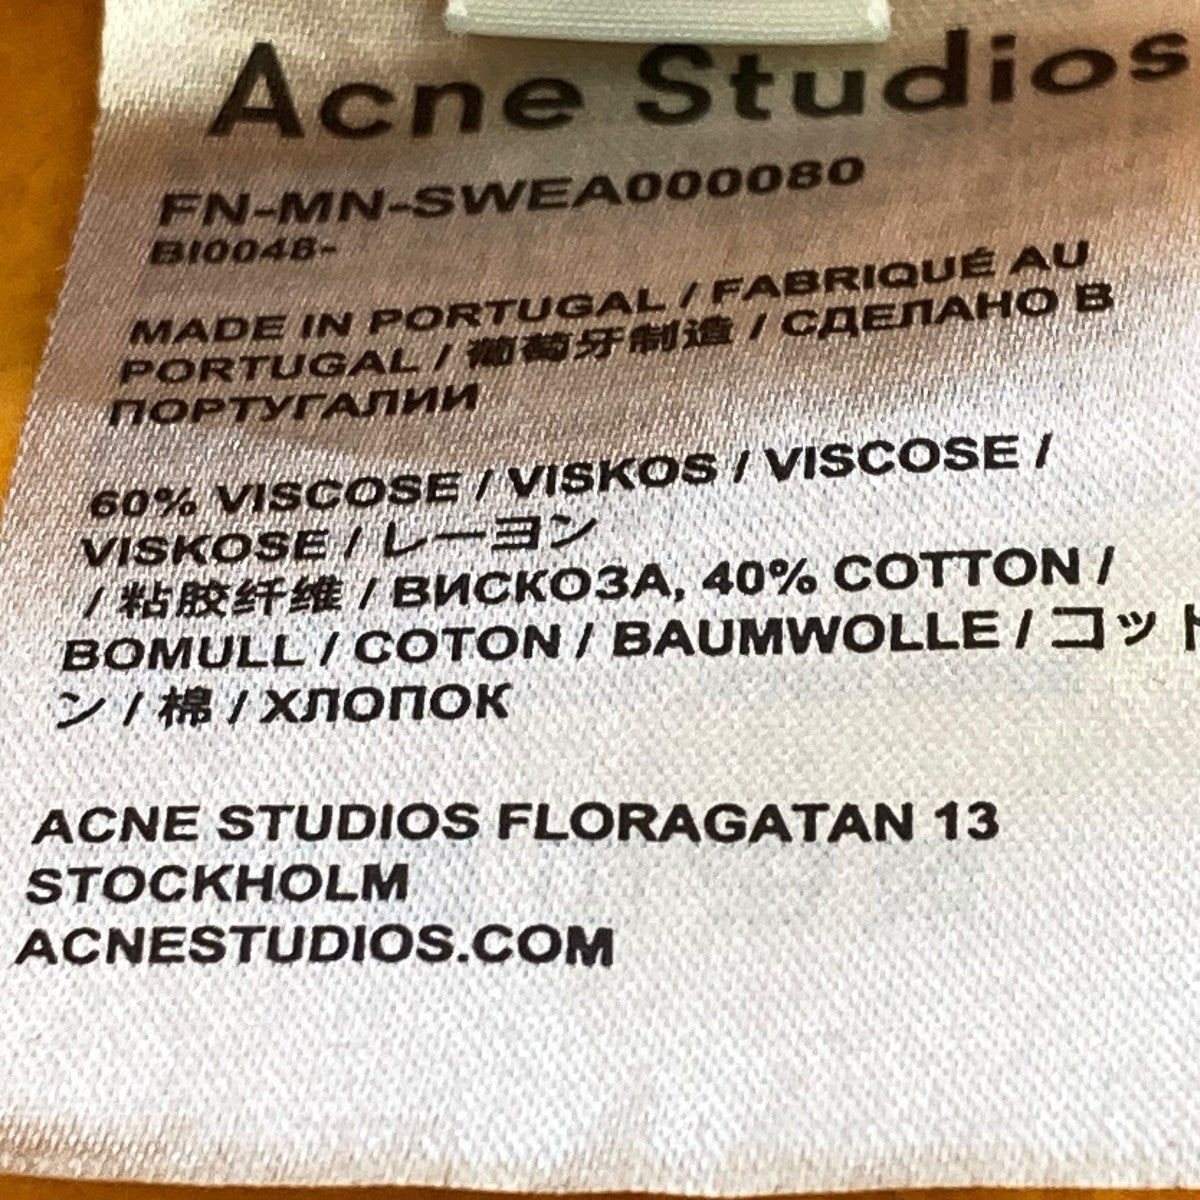 Acne Studios
FN-MN-SWEA000080
BI0048-
MADE IN PORTUGAL / FABRIQUÉ AU
PORTUGAL / 葡萄牙制造 / СДЕЛАНО В
ПОРТУГАЛИИ
60% VISCOSE / VISKOS / VISCOSE /
VISKOSE / レーヨン
/ 粘胶纤维 / ВИСКОЗА, 40% COTTON /
BOMULL / COTON / BAUMWOLLE / コット
ン / 棉 / ХЛОПОК
ACNE STUDIOS FLORAGATAN 13
STOCKHOLM
ACNESTUDIOS.COM